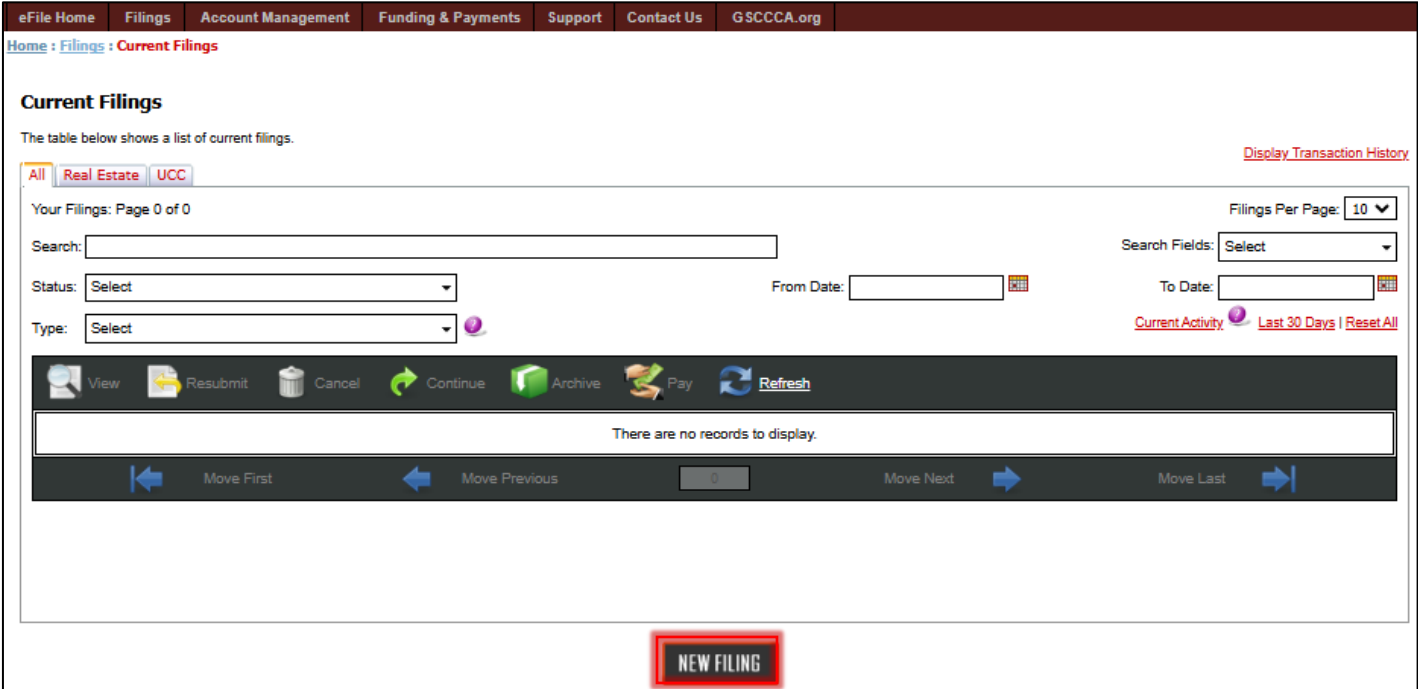 eFile Home Filings Account Management Funding & Payments Support Contact Us GSCCCA.org
Home : Filings : Current Filings
Current Filings
The table below shows a list of current filings.
Display Transaction History
All Real Estate UCC
Your Filings: Page 0 of 0 Filings Per Page: 10
Search: Search Fields: Select
Status: Select From Date: To Date:
Type: Select ? Current Activity ? Last 30 Days | Reset All
View Resubmit Cancel Continue Archive Pay Refresh
There are no records to display.
Move First Move Previous 0 Move Next Move Last
NEW FILING